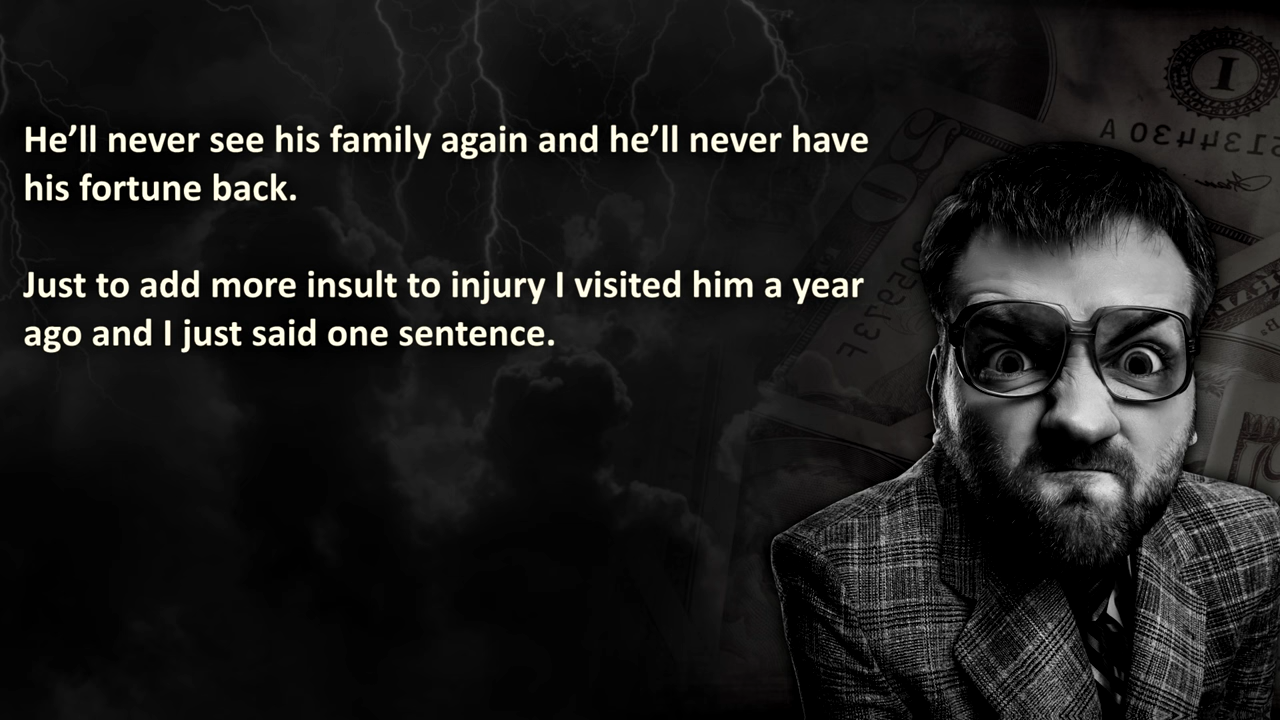 He’ll never see his family again and he’ll never have
his fortune back.
Just to add more insult to injury I visited him a year
ago and I just said one sentence.